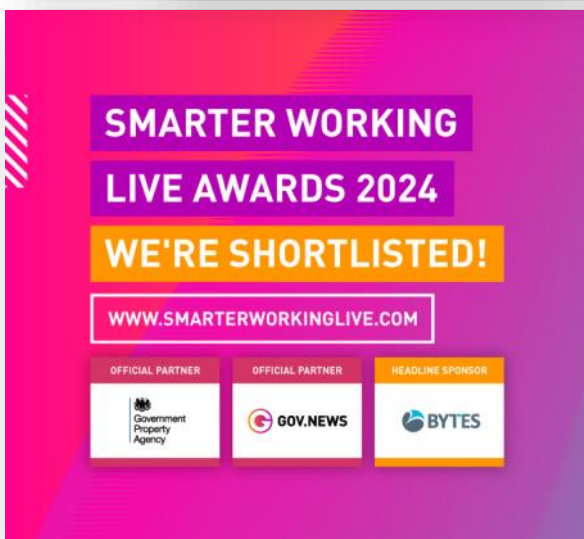 SMARTER WORKING
LIVE AWARDS 2024
WE'RE SHORTLISTED!
WWW.SMARTERWORKINGLIVE.COM
OFFICIAL PARTNER
Government
Property
Agency
OFFICIAL PARTNER
GOV.NEWS
HEADLINE SPONSOR
BYTES